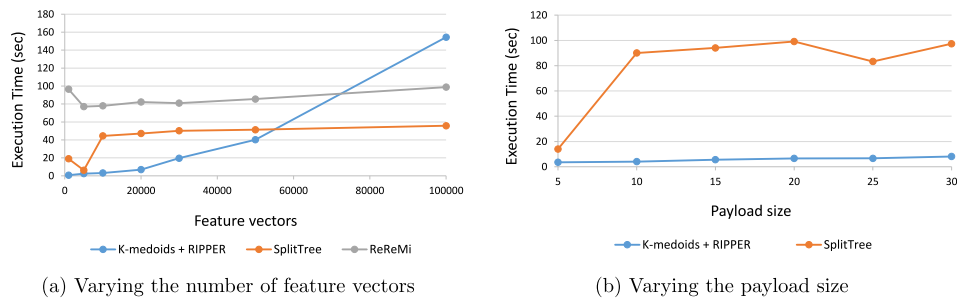 Execution Time (sec)
180
160
140
120
100
80
60
40
20
0
0 20000 40000 60000 80000 100000
Feature vectors
K-medoids + RIPPER SplitTree ReReMi
(a) Varying the number of feature vectors
Execution Time (sec)
120
100
80
60
40
20
0
5 10 15 20 25 30
Payload size
K-medoids + RIPPER SplitTree
(b) Varying the payload size